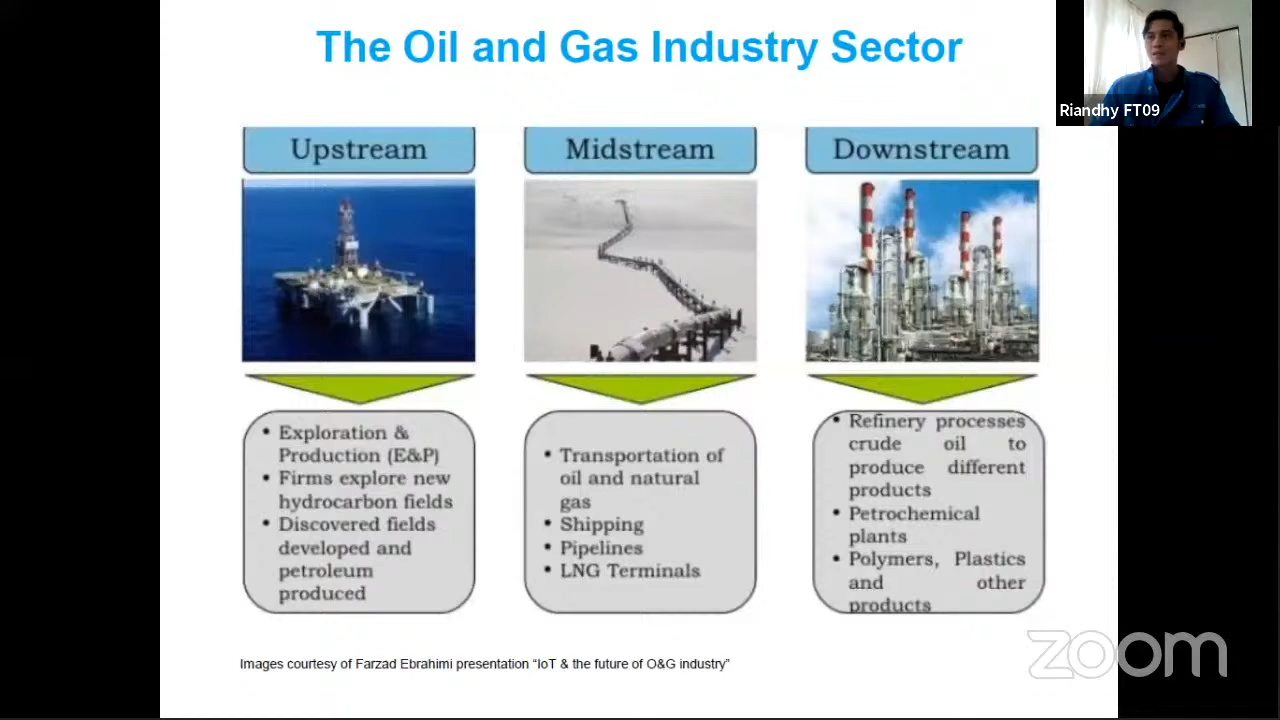 The Oil and Gas Industry Sector
Riandhy FT09
Upstream
Midstream
Downstream
• Exploration &
Production (E&P)
• Firms explore new
hydrocarbon fields
• Discovered fields
developed and
petroleum
produced
• Transportation of
oil and natural
gas
• Shipping
• Pipelines
• LNG Terminals
• Refinery processes
crude oil to
produce different
products
• Petrochemical
plants
• Polymers, Plastics
and other
products
Images courtesy of Farzad Ebrahimi presentation “IoT & the future of O&G industry”
zoom